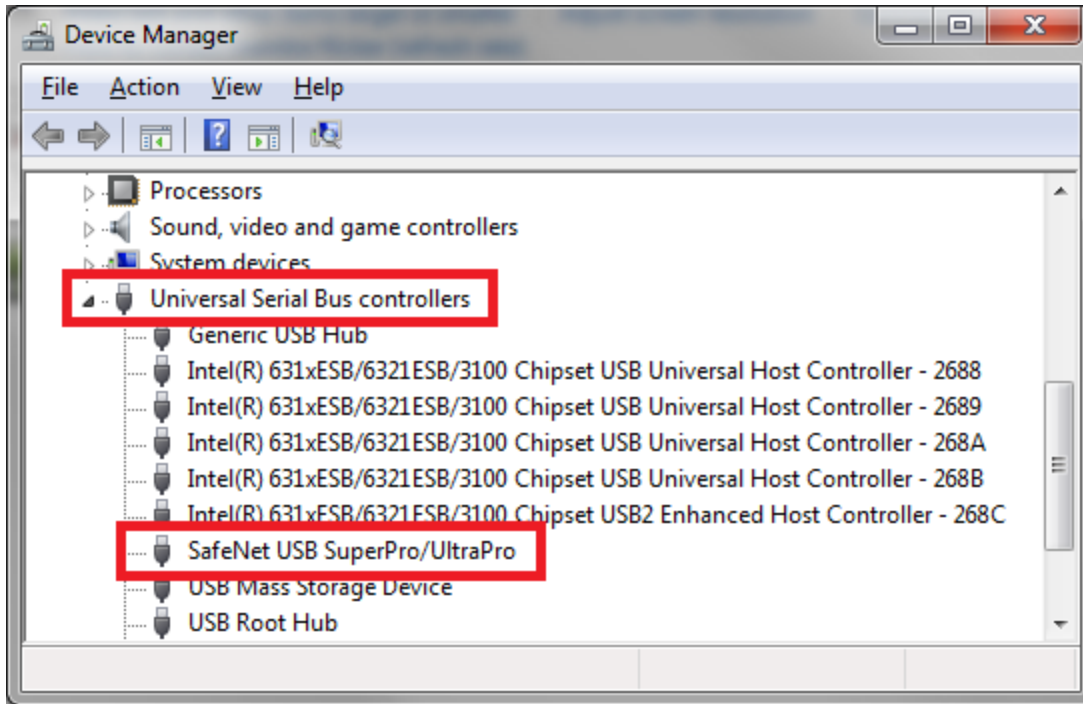 Device Manager
File Action View Help
Processors
Sound, video and game controllers
System devices
Universal Serial Bus controllers
Generic USB Hub
Intel(R) 631xESB/6321ESB/3100 Chipset USB Universal Host Controller - 2688
Intel(R) 631xESB/6321ESB/3100 Chipset USB Universal Host Controller - 2689
Intel(R) 631xESB/6321ESB/3100 Chipset USB Universal Host Controller - 268A
Intel(R) 631xESB/6321ESB/3100 Chipset USB Universal Host Controller - 268B
Intel(R) 631xESB/6321ESB/3100 Chipset USB2 Enhanced Host Controller - 268C
SafeNet USB SuperPro/UltraPro
USB Mass Storage Device
USB Root Hub